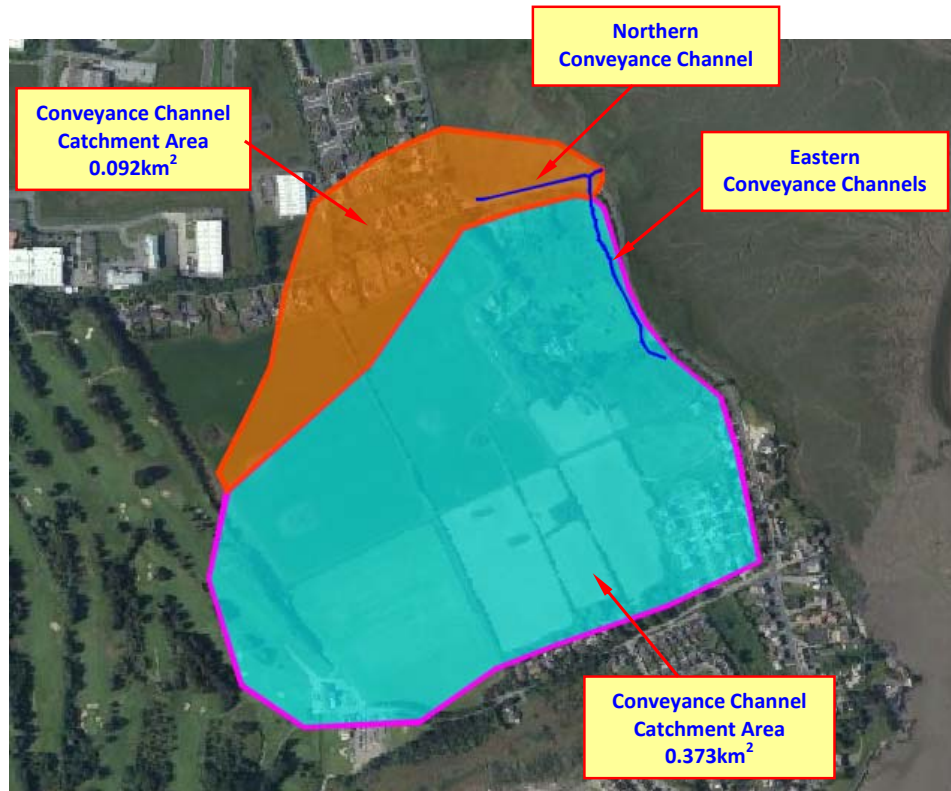 Northern
Conveyance Channel
Conveyance Channel
Catchment Area
0.092km²
Eastern
Conveyance Channels
Conveyance Channel
Catchment Area
0.373km²